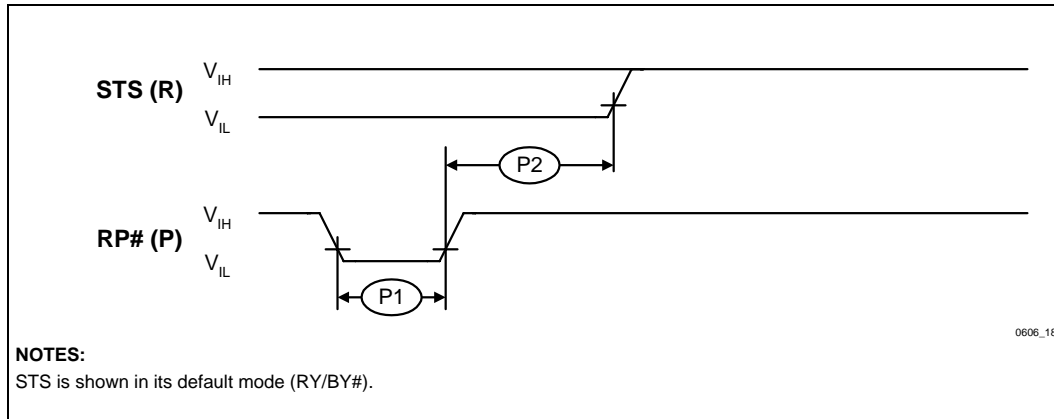 STS (R)
VIH
VIL
P2
RP# (P)
VIH
VIL
P1
0606_18
NOTES:
STS is shown in its default mode (RY/BY#).